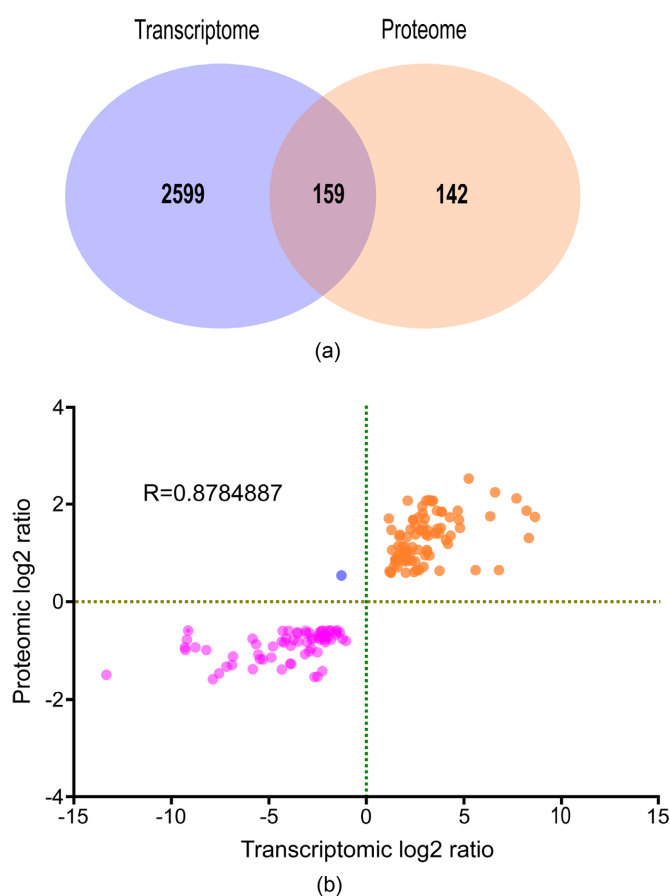 Transcriptome Proteome
2599 159 142
(a)
4
R=0.8784887
2
0
-2
-4
Proteomic log2 ratio
-15 -10 -5 0 5 10 15
Transcriptomic log2 ratio
(b)